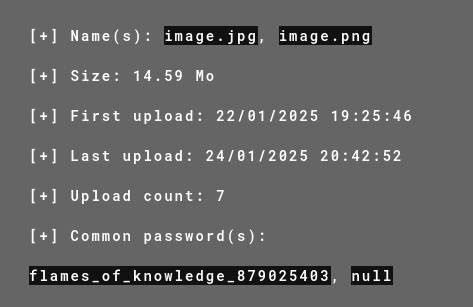 [+] Name(s): image.jpg, image.png
[+] Size: 14.59 Mo
[+] First upload: 22/01/2025 19:25:46
[+] Last upload: 24/01/2025 20:42:52
[+] Upload count: 7
[+] Common password(s):
flames_of_knowledge_879025403, null